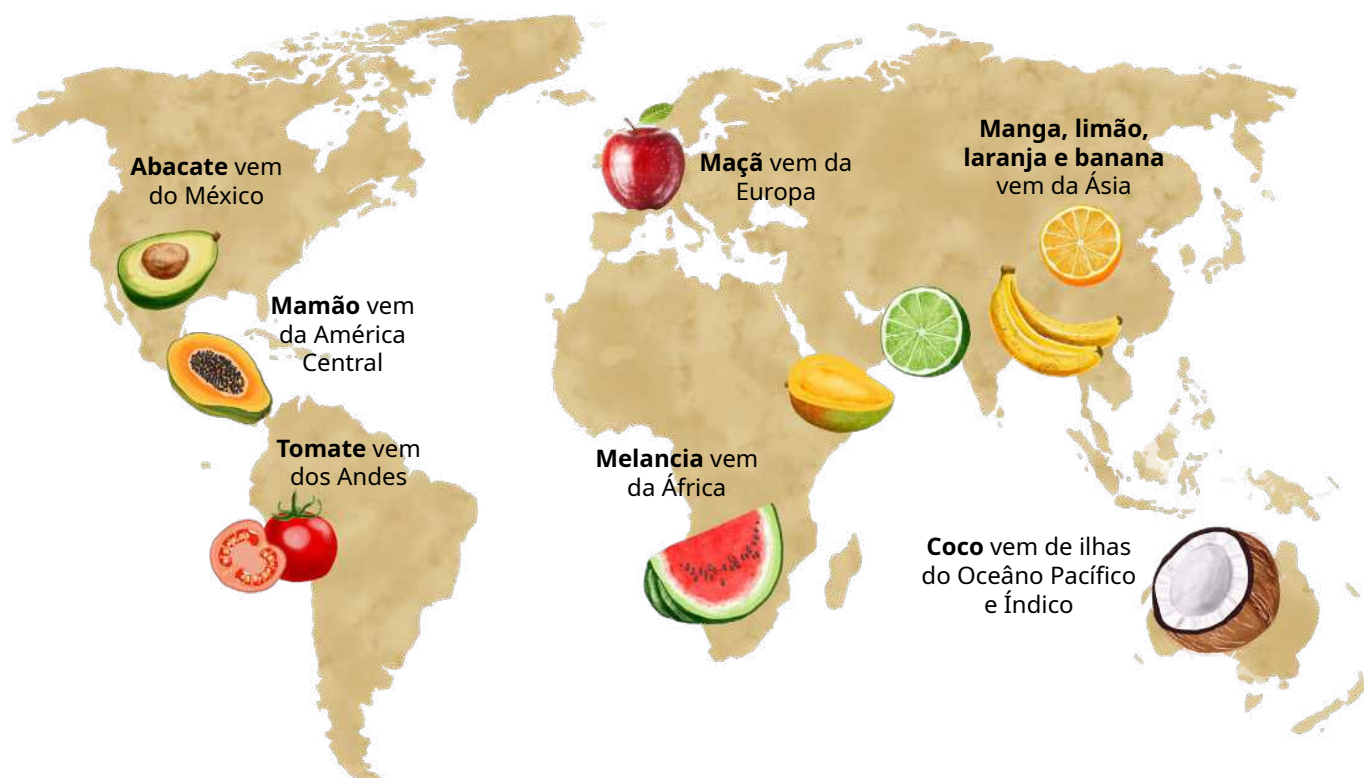 Abacate vem
do México
Mamão vem
da América
Central
Tomate vem
dos Andes
Maçã vem da
Europa
Melancia vem
da África
Manga, limão,
laranja e banana
vem da Ásia
Coco vem de ilhas
do Oceâno Pacífico
e Índico